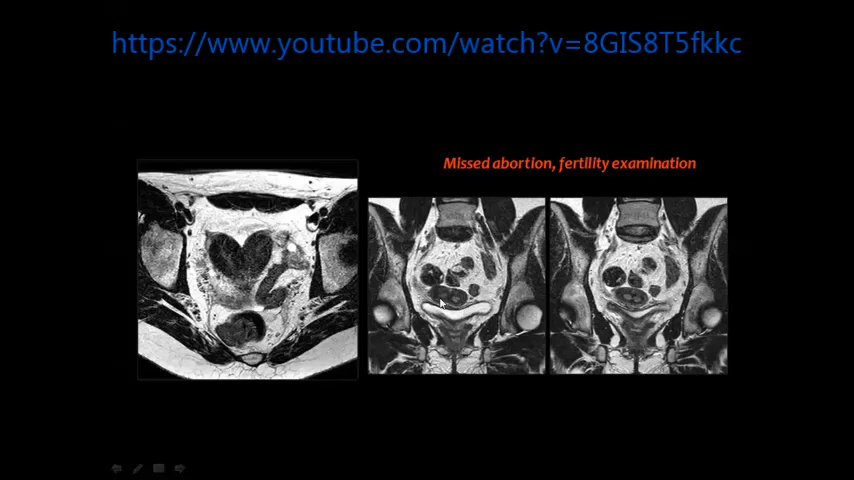 https://www.youtube.com/watch?v=8GIS8T5fkkc
Missed abortion, fertility examination